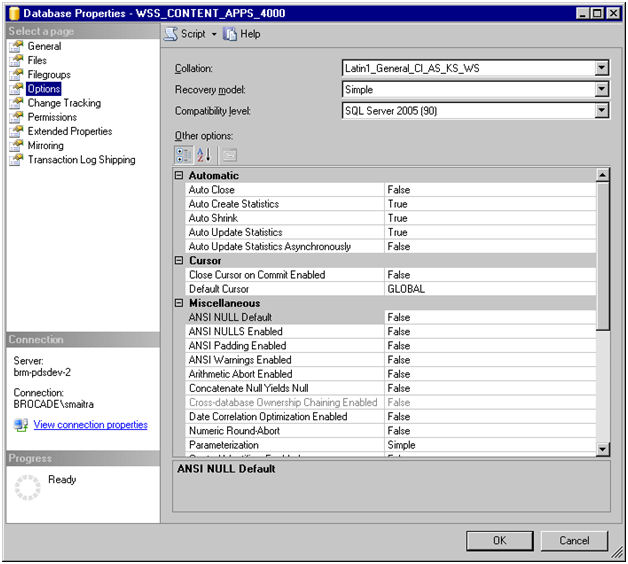 Database Properties - WSS_CONTENT_APPS_4000
Select a page
General
Files
Filegroups
Options
Change Tracking
Permissions
Extended Properties
Mirroring
Transaction Log Shipping
Connection
Server:
brm-pdsdev-2
Connection:
BROCADE\smaitra
View connection properties
Progress
Ready
Script Help
Collation: Latin1_General_CI_AS_KS_WS
Recovery model: Simple
Compatibility level: SQL Server 2005 (90)
Other options:
Automatic
Auto Close False
Auto Create Statistics True
Auto Shrink True
Auto Update Statistics True
Auto Update Statistics Asynchronously False
Cursor
Close Cursor on Commit Enabled False
Default Cursor GLOBAL
Miscellaneous
ANSI NULL Default False
ANSI NULLS Enabled False
ANSI Padding Enabled False
ANSI Warnings Enabled False
Arithmetic Abort Enabled False
Concatenate Null Yields Null False
Cross-database Ownership Chaining Enabled False
Date Correlation Optimization Enabled False
Numeric Round-Abort False
Parameterization Simple
ANSI NULL Default
OK Cancel